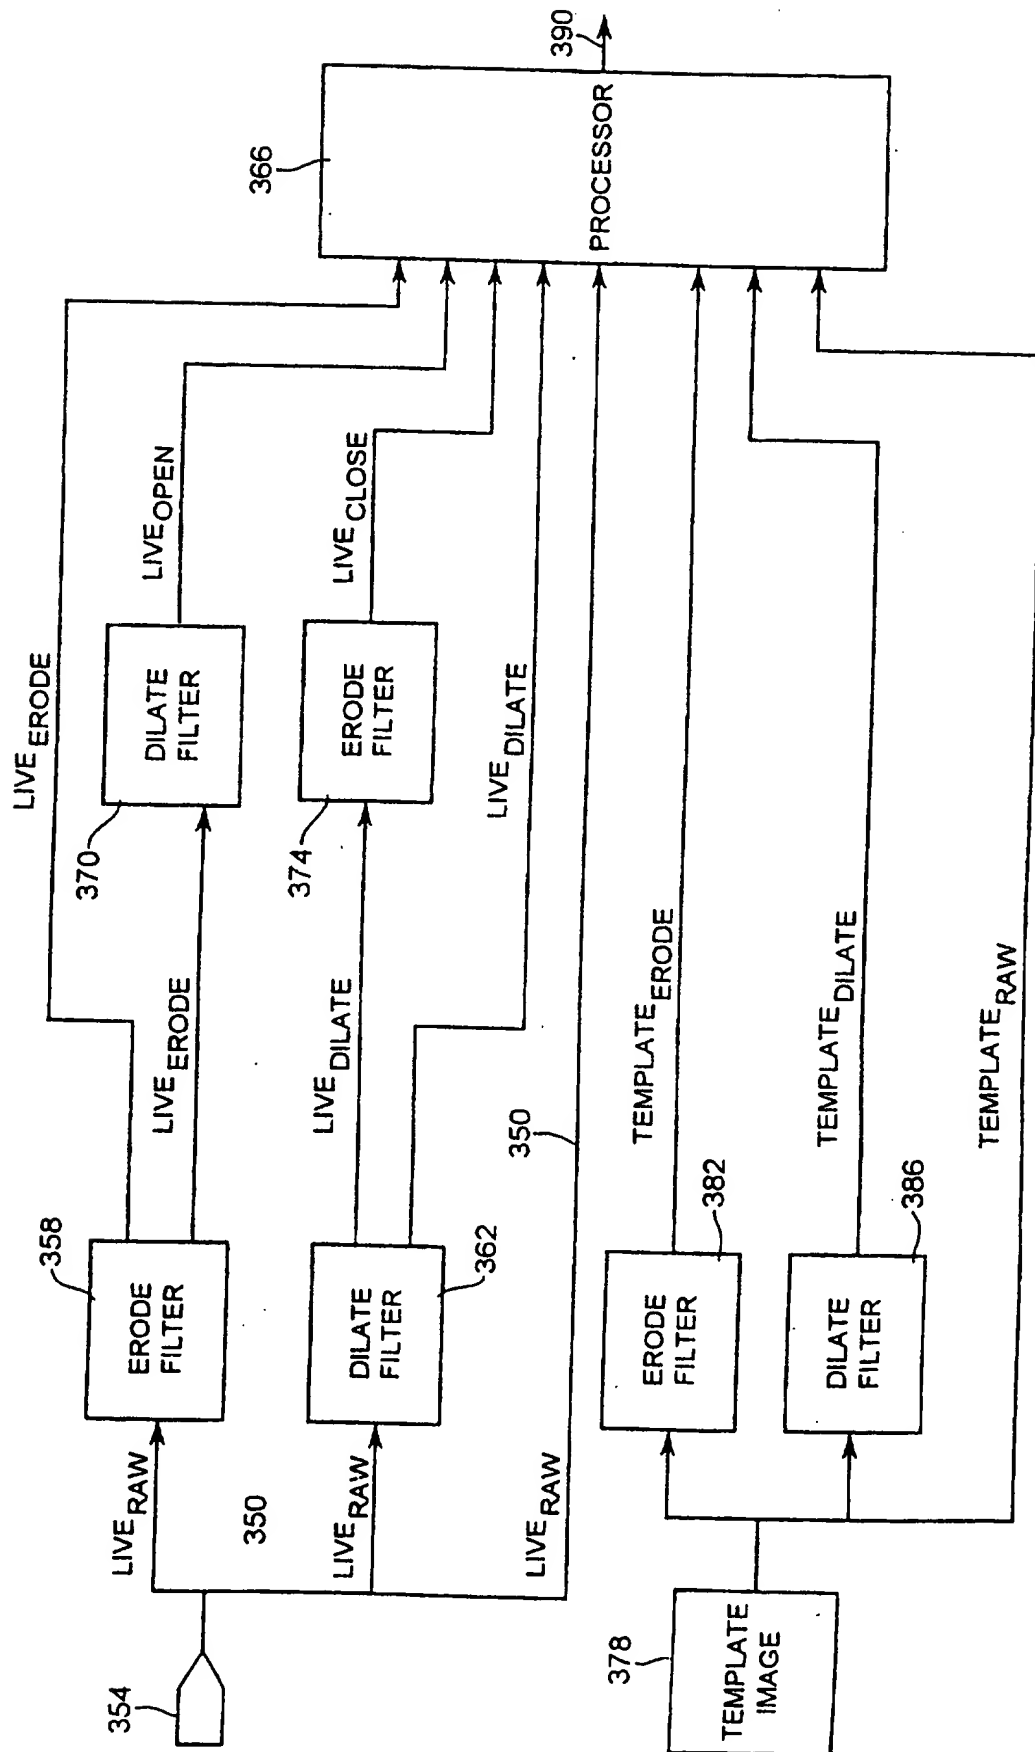 354
LIVE RAW
350
LIVE RAW
LIVE RAW
358
ERODE
FILTER
DILATE
FILTER
362
350
LIVE ERODE
LIVE ERODE
LIVE DILATE
LIVE DILATE
370
DILATE
FILTER
374
ERODE
FILTER
LIVE OPEN
LIVE CLOSE
366
PROCESSOR
390
378
TEMPLATE
IMAGE
ERODE
FILTER
382
DILATE
FILTER
386
TEMPLATE ERODE
TEMPLATE DILATE
TEMPLATE RAW